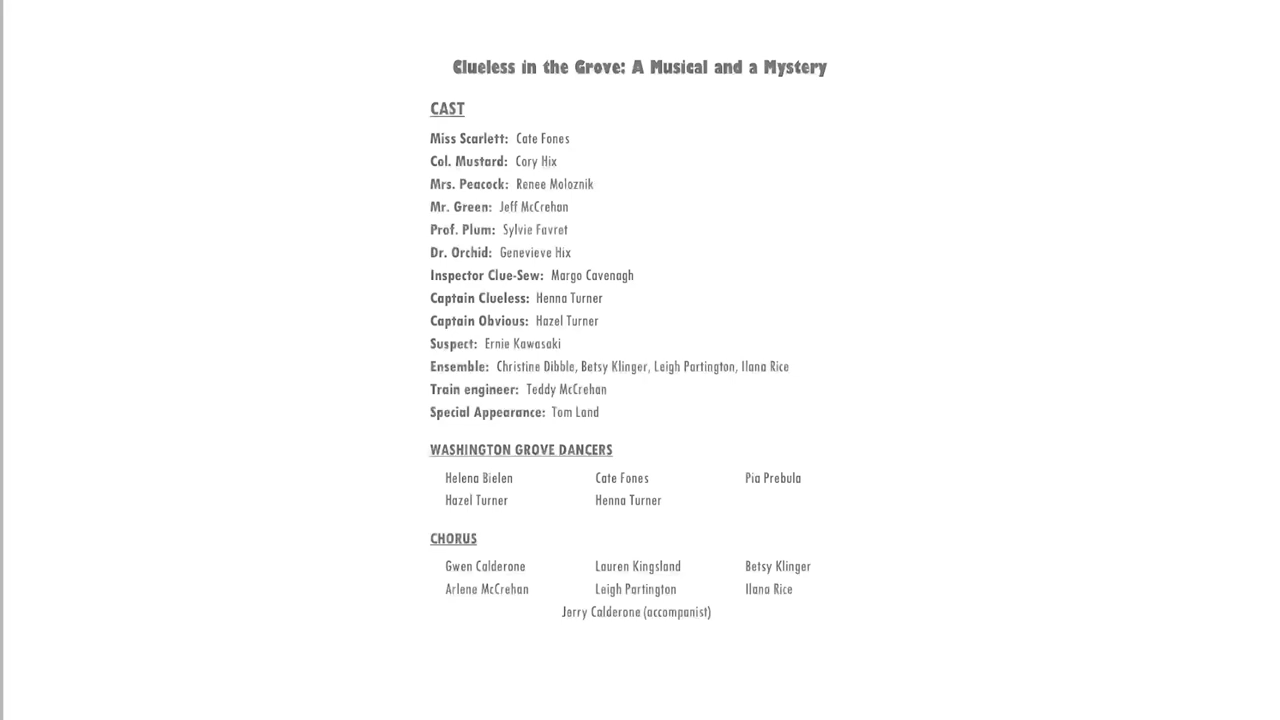 Clueless in the Grove: A Musical and a Mystery
CAST
Miss Scarlett: Cate Fones
Col. Mustard: Cory Hix
Mrs. Peacock: Renee Moloznik
Mr. Green: Jeff McCrehan
Prof. Plum: Sylvie Favret
Dr. Orchid: Genevieve Hix
Inspector Clue-Sew: Margo Cavenagh
Captain Clueless: Henna Turner
Captain Obvious: Hazel Turner
Suspect: Ernie Kawasaki
Ensemble: Christine Dibble, Betsy Klinger, Leigh Partington, Ilana Rice
Train engineer: Teddy McCrehan
Special Appearance: Tom Land
WASHINGTON GROVE DANCERS
Helena Bielen Cate Fones Pia Prebula
Hazel Turner Henna Turner
CHORUS
Gwen Calderone Lauren Kingsland Betsy Klinger
Arlene McCrehan Leigh Partington Ilana Rice
Jerry Calderone (accompanist)